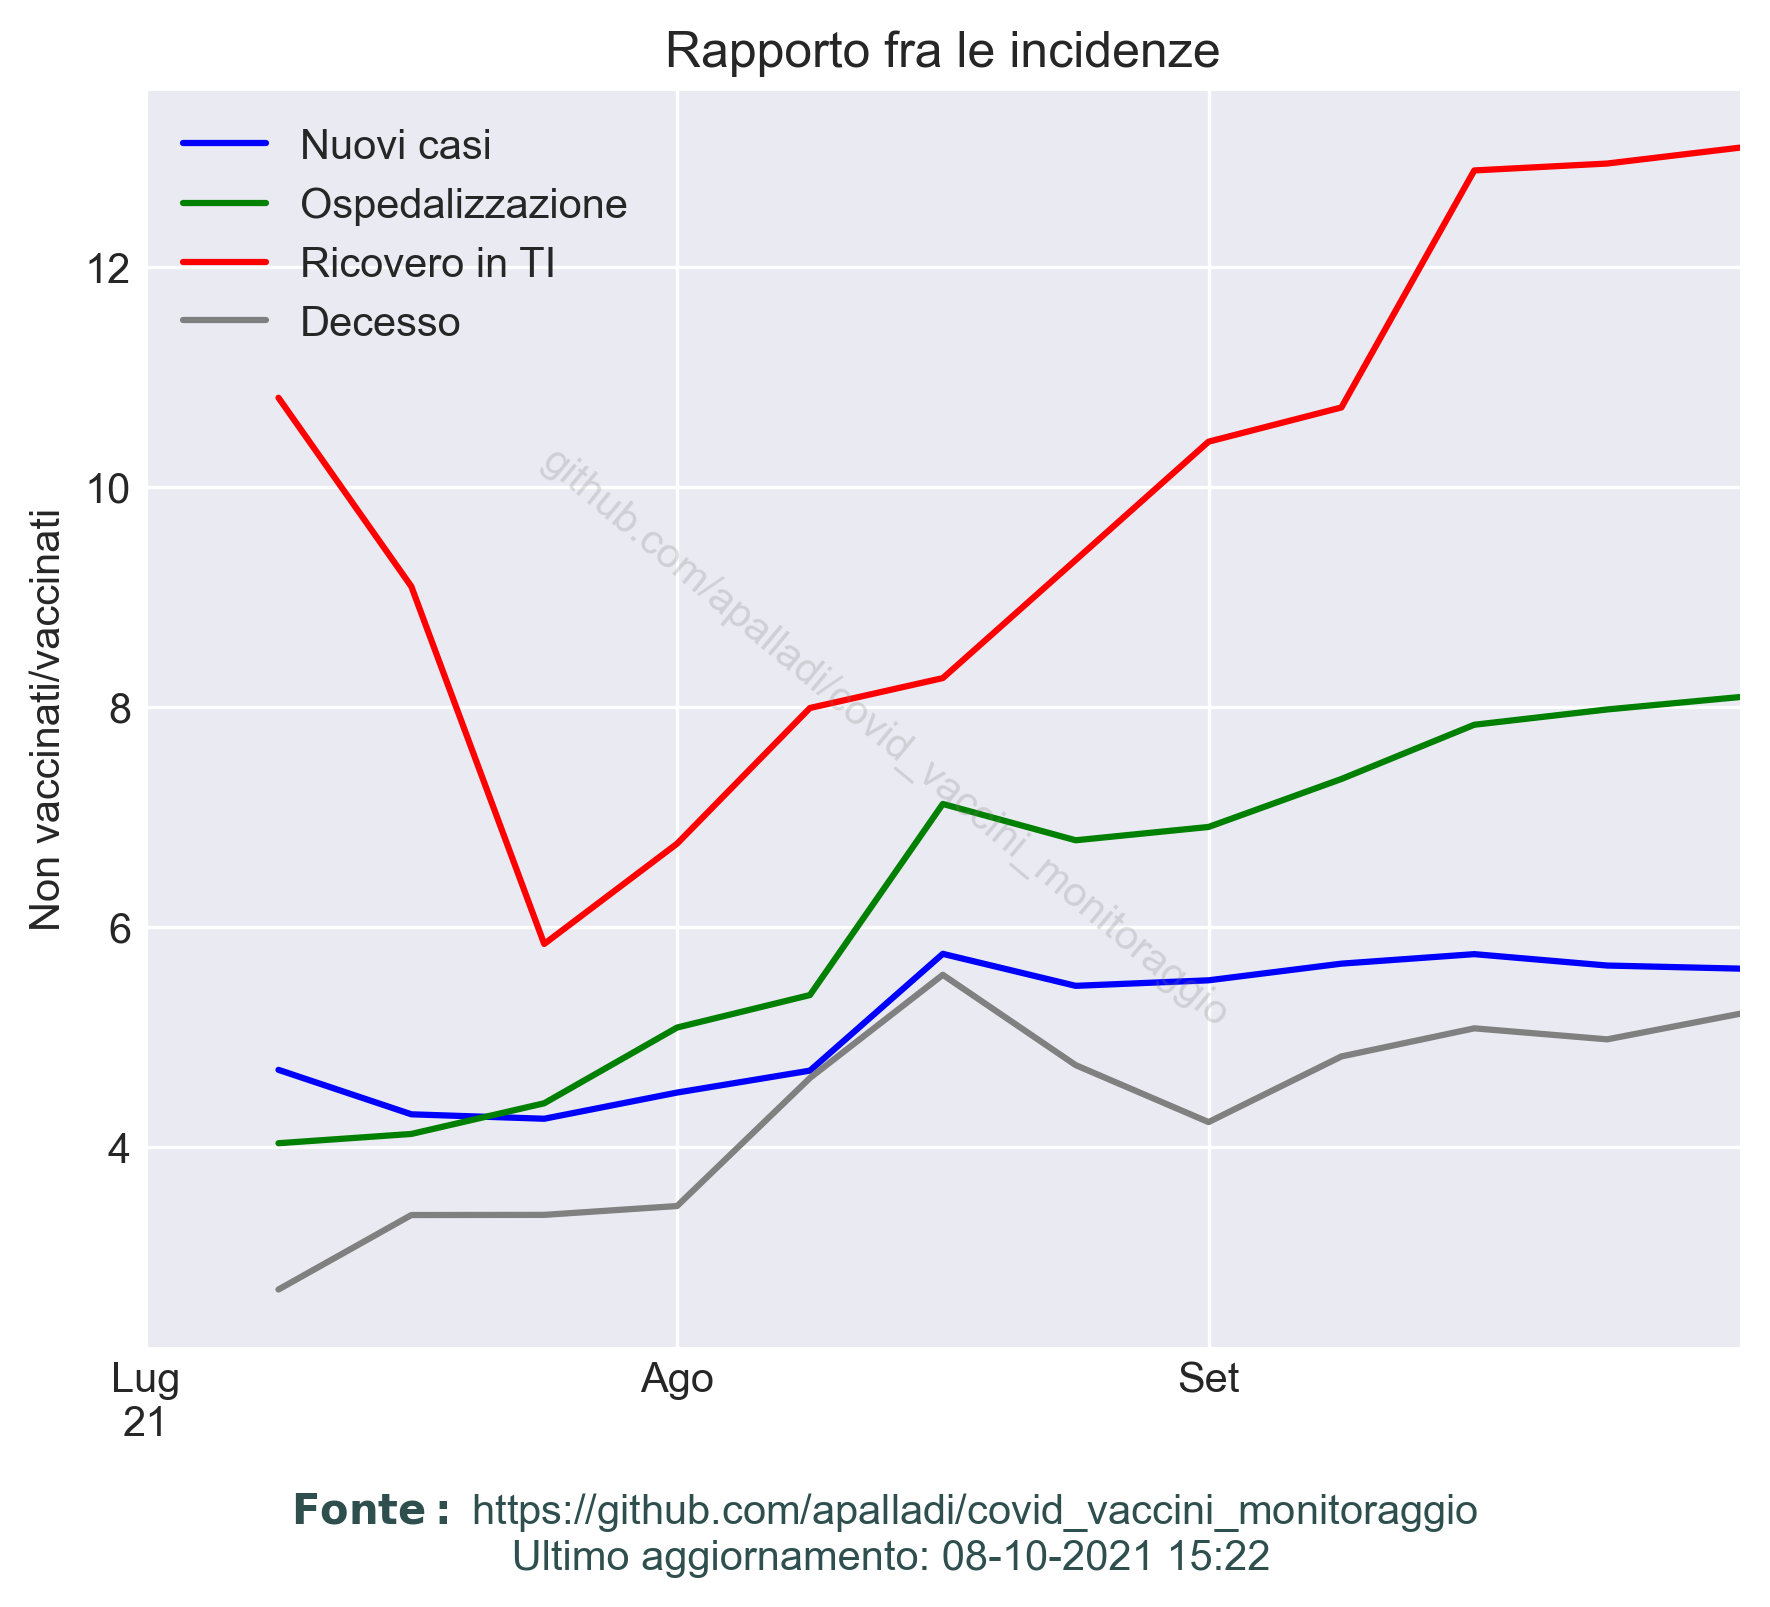 Rapporto fra le incidenze
Nuovi casi
Ospedalizzazione
Ricovero in TI
Decesso
12
10
8
6
4
Non vaccinati/vaccinati
github.com/apalladi/covid_vaccini_monitoraggio
Lug
21
Ago
Set
Fonte: https://github.com/apalladi/covid_vaccini_monitoraggio
Ultimo aggiornamento: 08-10-2021 15:22